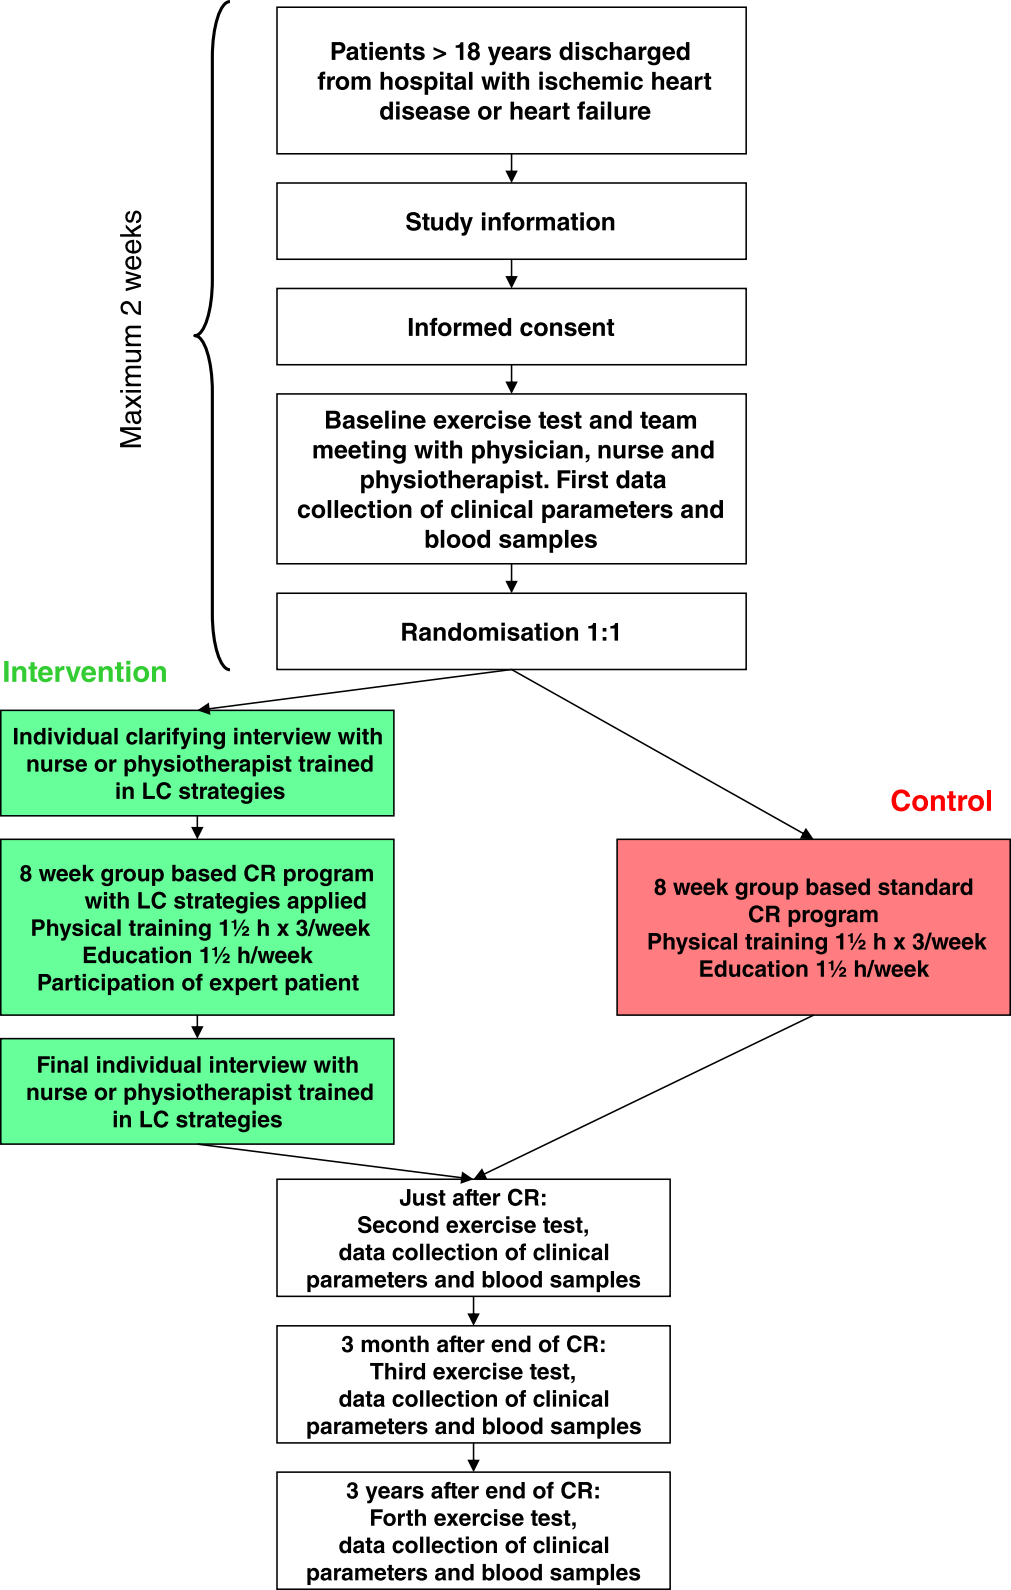 Patients > 18 years discharged
from hospital with ischemic heart
disease or heart failure
Study information
Informed consent
Maximum 2 weeks
Baseline exercise test and team
meeting with physician, nurse and
physiotherapist. First data
collection of clinical parameters and
blood samples
Randomisation 1:1
Intervention
Individual clarifying interview with
nurse or physiotherapist trained
in LC strategies
8 week group based CR program
with LC strategies applied
Physical training 1½ h x 3/week
Education 1½ h/week
Participation of expert patient
Final individual interview with
nurse or physiotherapist trained
in LC strategies
Control
8 week group based standard
CR program
Physical training 1½ h x 3/week
Education 1½ h/week
Just after CR:
Second exercise test,
data collection of clinical
parameters and blood samples
3 month after end of CR:
Third exercise test,
data collection of clinical
parameters and blood samples
3 years after end of CR:
Forth exercise test,
data collection of clinical
parameters and blood samples